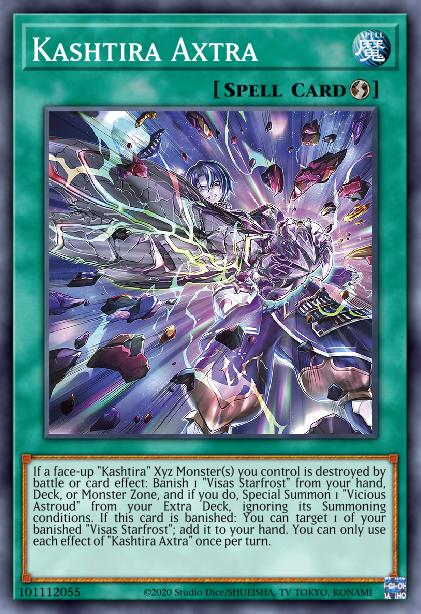 Kashtira Axtra
SPELL
魔
[Spell Card]
If a face-up "Kashtira" Xyz Monster(s) you control is destroyed by
battle or card effect: Banish 1 "Visas Starfrost" from your hand,
Deck, or Monster Zone, and if you do, Special Summon 1 "Vicious
Astroud" from your Extra Deck, ignoring its Summoning
conditions. If this card is banished: You can target 1 of your
banished "Visas Starfrost"; add it to your hand. You can only use
each effect of "Kashtira Axtra" once per turn.
101112055
©2020 Studio Dice/SHUEISHA, TV TOKYO, KONAMI